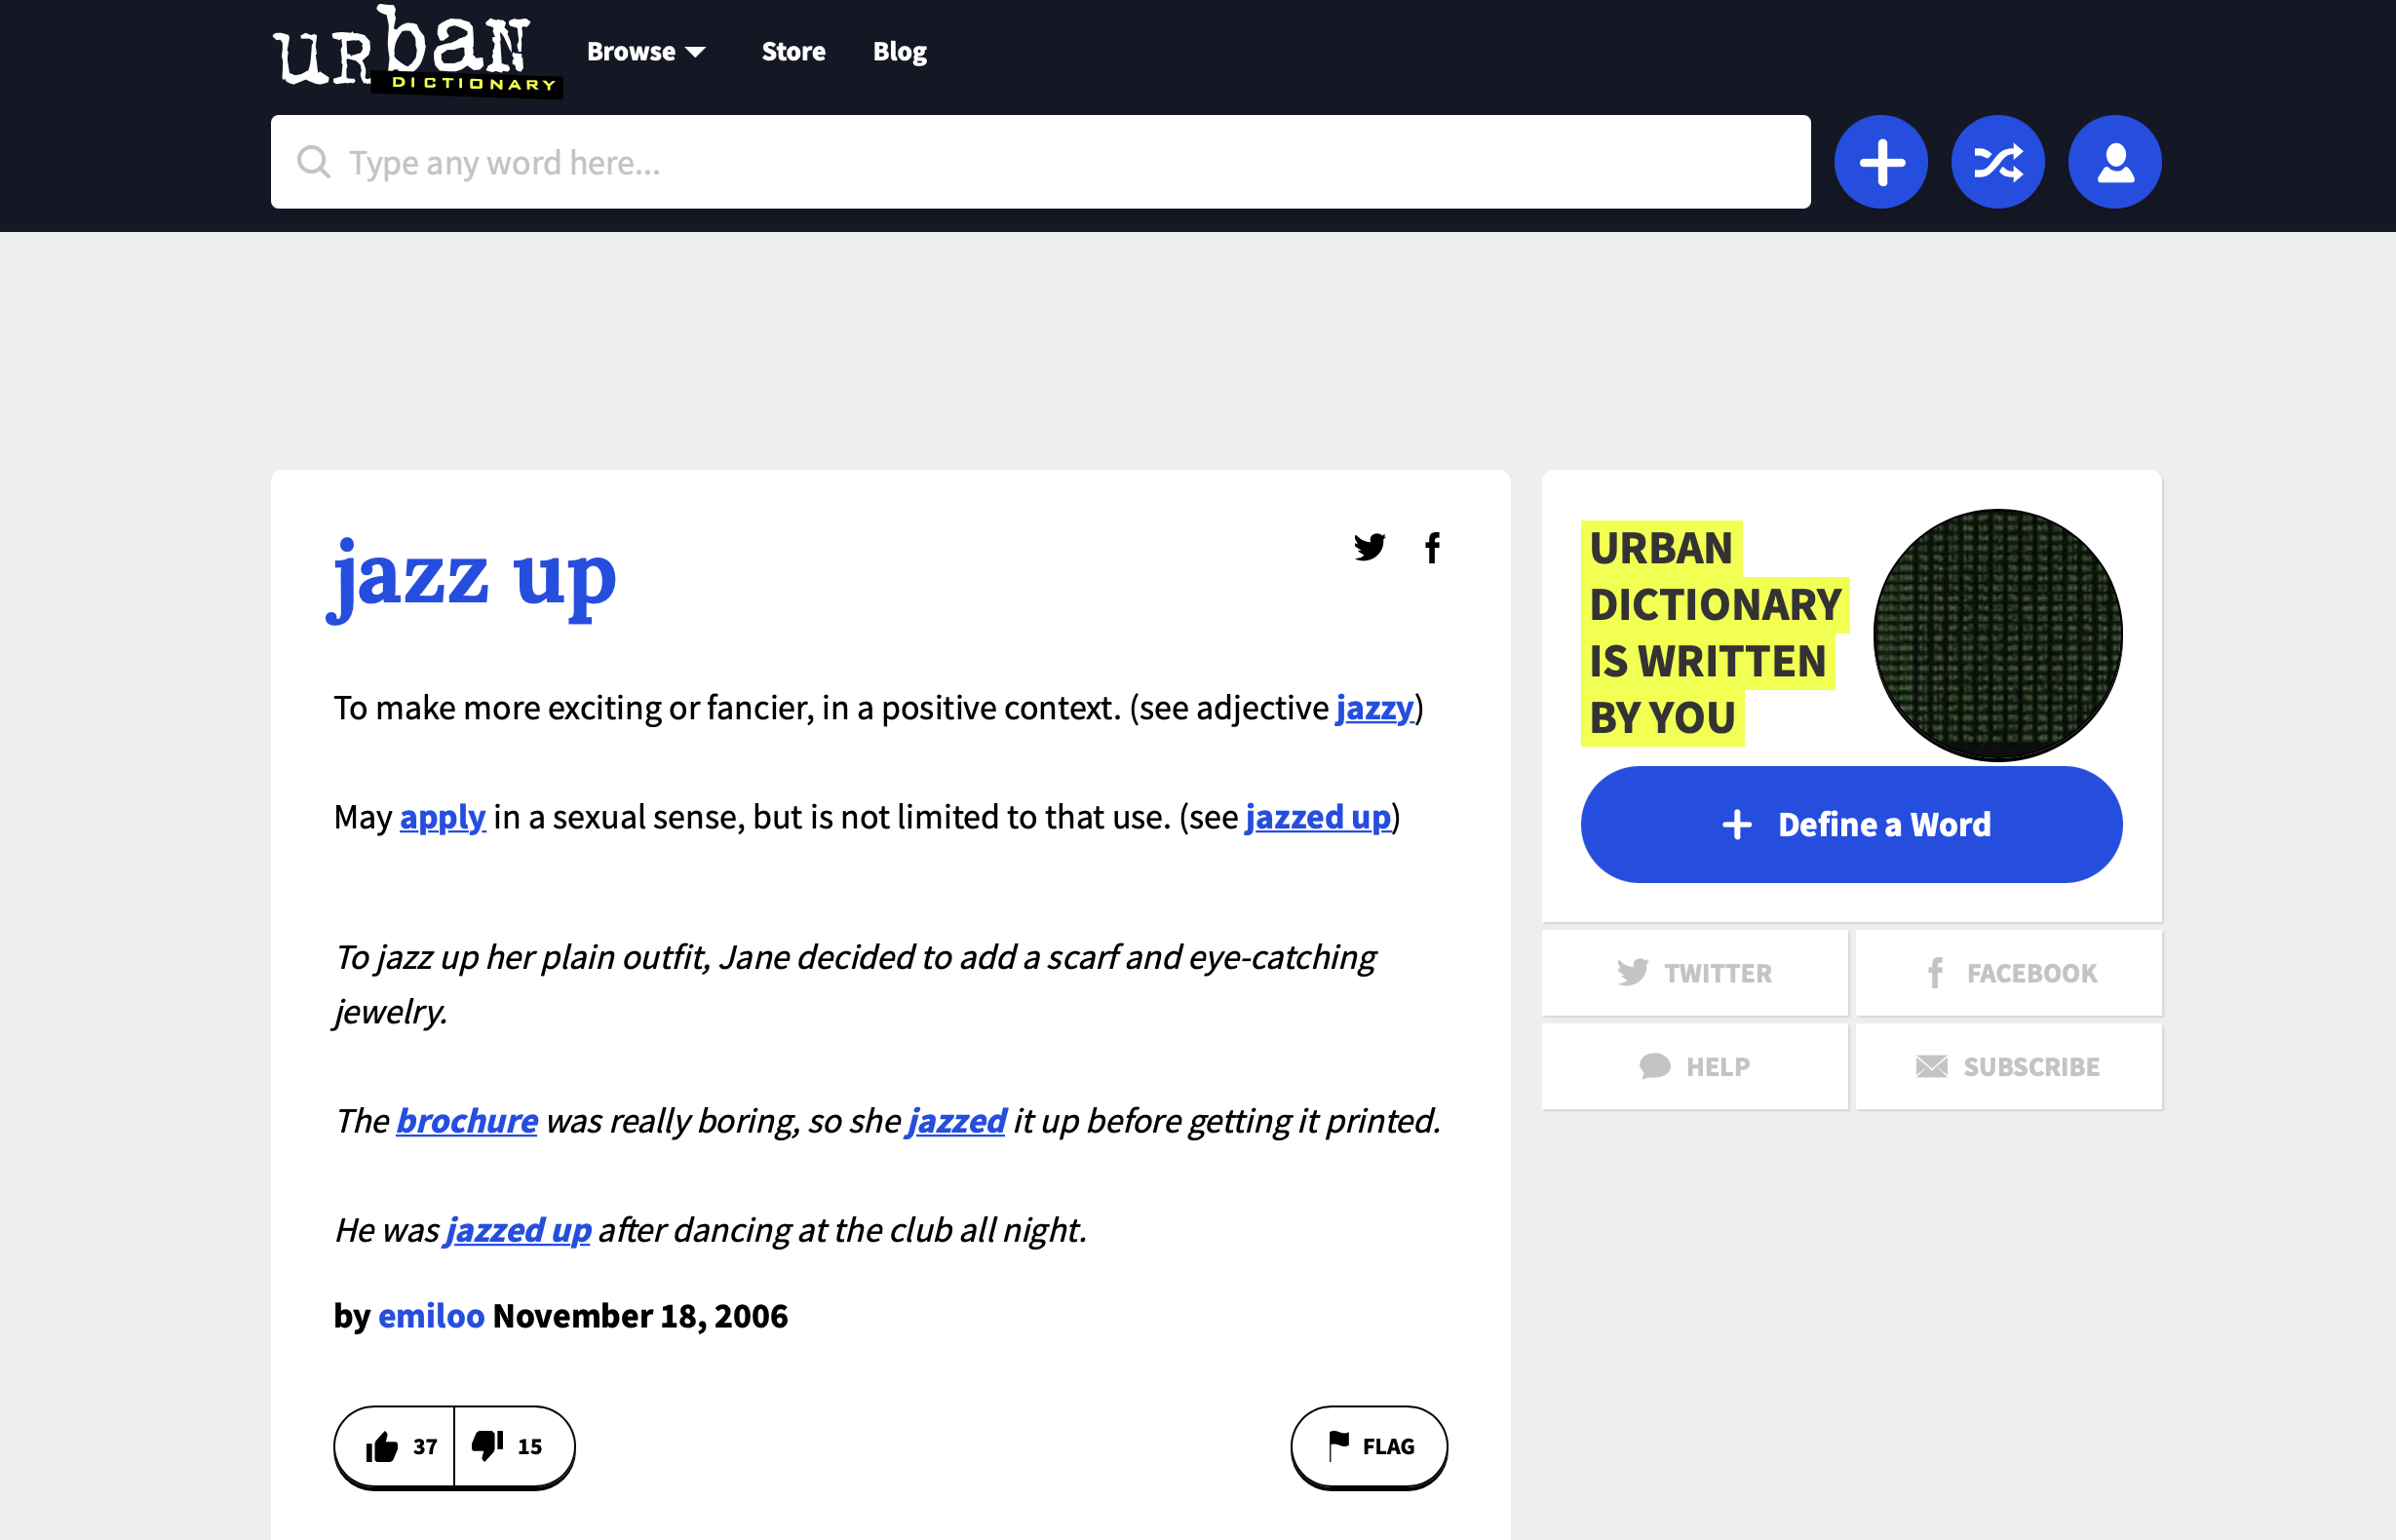 urban
DICTIONARY
Browse
Store
Blog
Type any word here...
jazz up
To make more exciting or fancier, in a positive context. (see adjective jazzy)
May apply in a sexual sense, but is not limited to that use. (see jazzed up)
To jazz up her plain outfit, Jane decided to add a scarf and eye-catching
jewelry.
The brochure was really boring, so she jazzed it up before getting it printed.
He was jazzed up after dancing at the club all night.
by emiloo November 18, 2006
37
15
FLAG
URBAN
DICTIONARY
IS WRITTEN
BY YOU
Define a Word
TWITTER
FACEBOOK
HELP
SUBSCRIBE